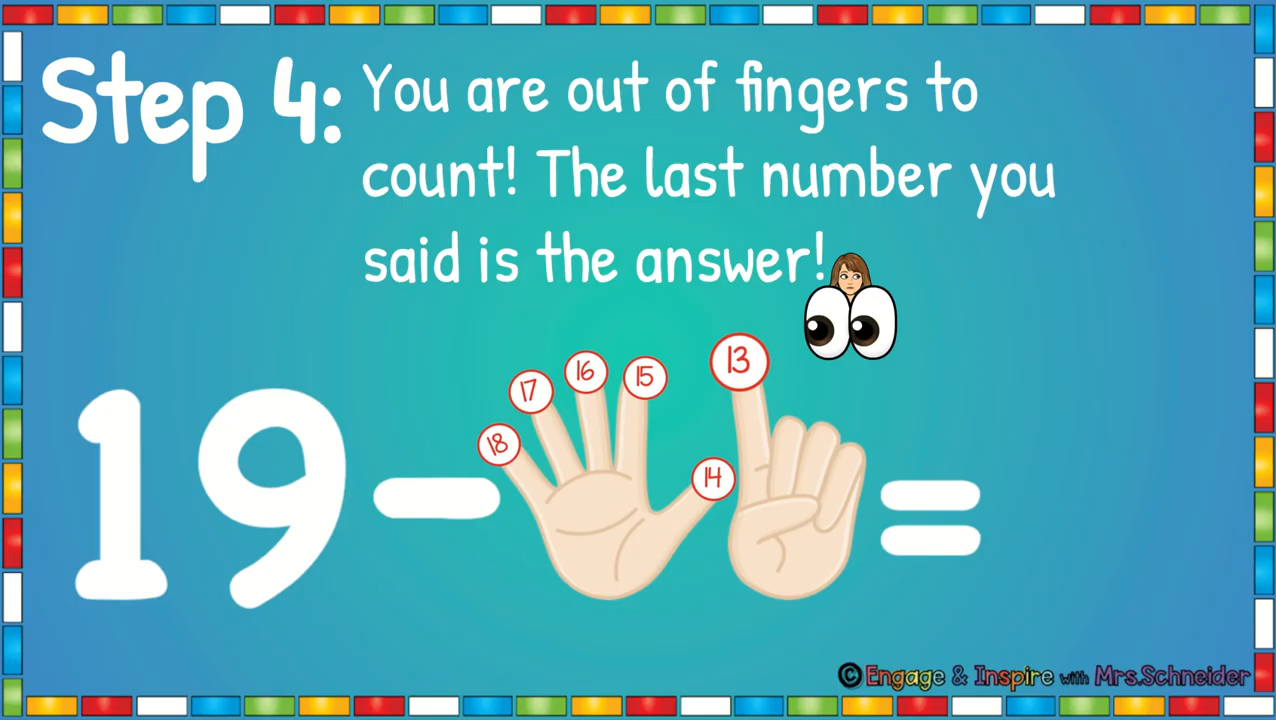 Step 4: You are out of fingers to
count! The last number you
said is the answer!
13
16
15
17
18
14
19 - =
© Engage & Inspire with Mrs.Schneider